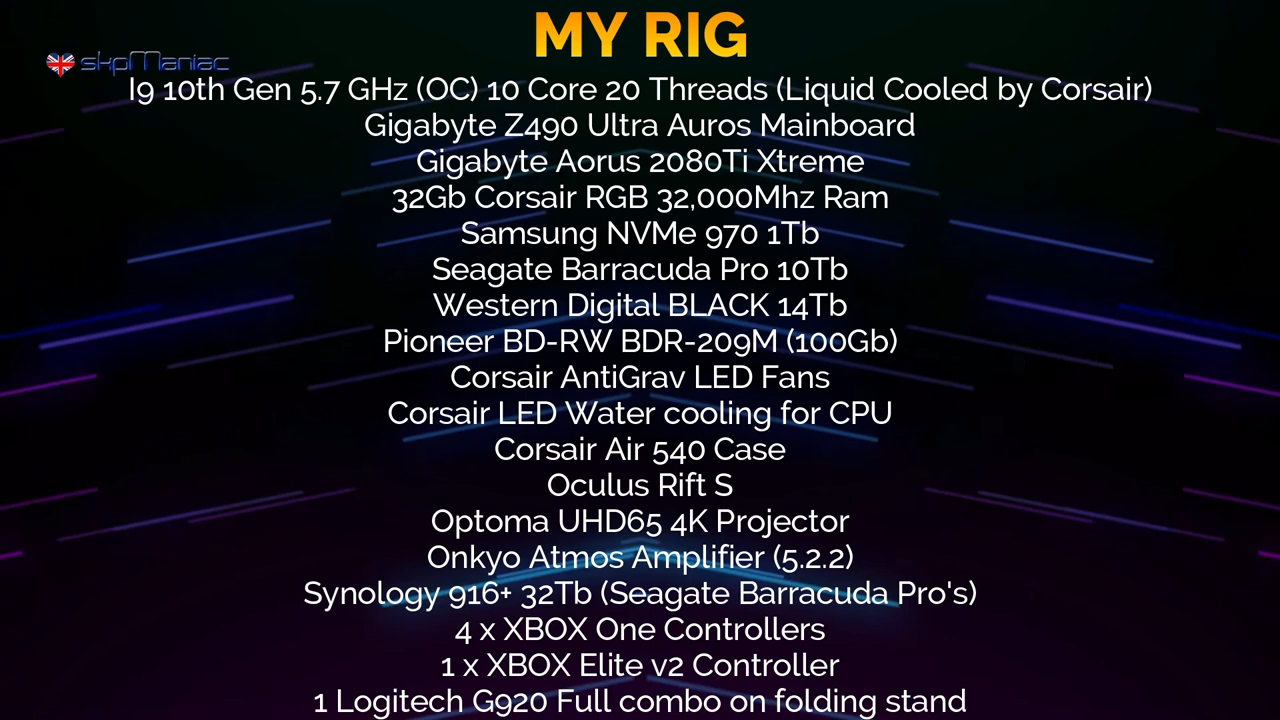 MY RIG
skpManiac
I9 10th Gen 5.7 GHz (OC) 10 Core 20 Threads (Liquid Cooled by Corsair)
Gigabyte Z490 Ultra Auros Mainboard
Gigabyte Aorus 2080Ti Xtreme
32Gb Corsair RGB 32,000Mhz Ram
Samsung NVMe 970 1Tb
Seagate Barracuda Pro 10Tb
Western Digital BLACK 14Tb
Pioneer BD-RW BDR-209M (100Gb)
Corsair AntiGrav LED Fans
Corsair LED Water cooling for CPU
Corsair Air 540 Case
Oculus Rift S
Optoma UHD65 4K Projector
Onkyo Atmos Amplifier (5.2.2)
Synology 916+ 32Tb (Seagate Barracuda Pro's)
4 x XBOX One Controllers
1 x XBOX Elite v2 Controller
1 Logitech G920 Full combo on folding stand